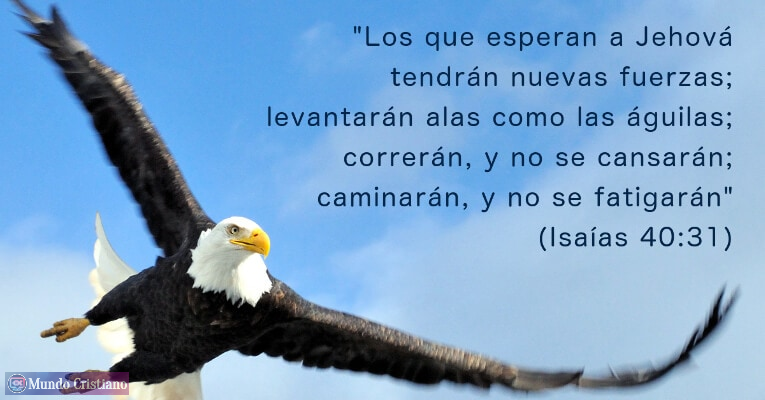 "Los que esperan a Jehová
tendrán nuevas fuerzas;
levantarán alas como las águilas;
correrán, y no se cansarán;
caminarán, y no se fatigarán"
(Isaías 40:31)
Mundo Cristiano